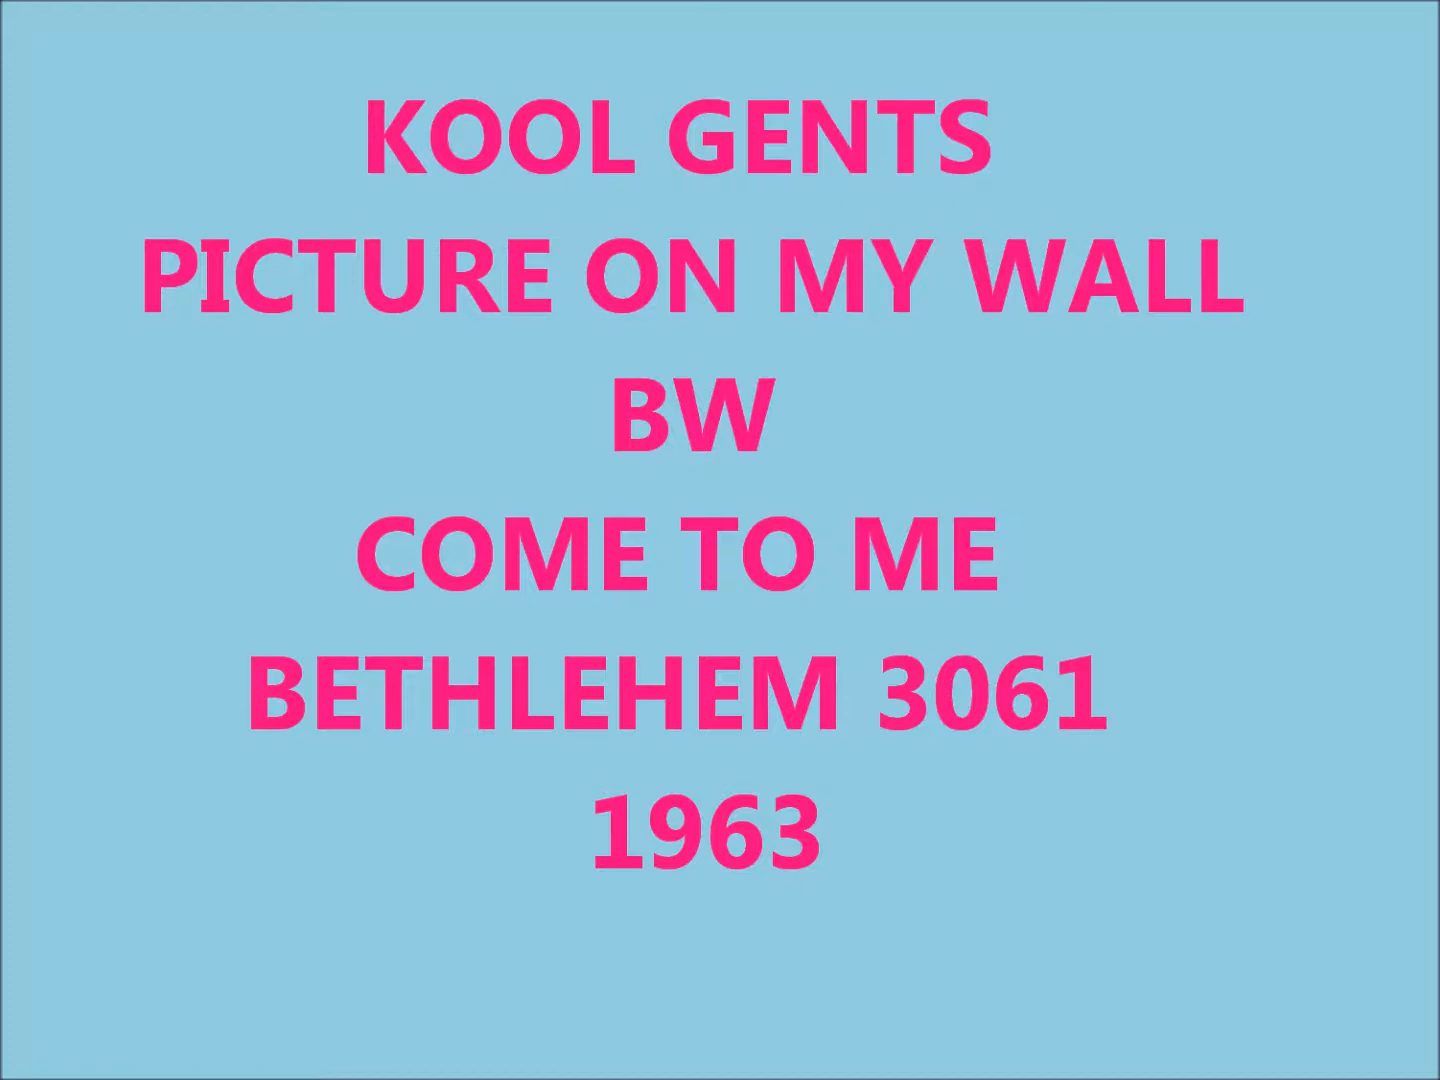 KOOL GENTS
PICTURE ON MY WALL
BW
COME TO ME
BETHLEHEM 3061
1963